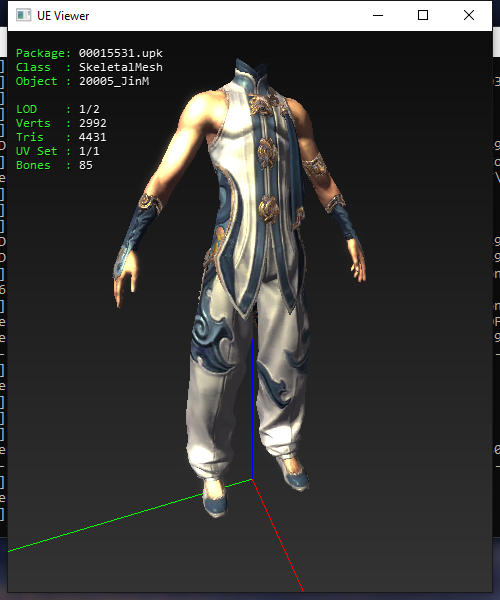 UE Viewer
Package: 00015531.upk
Class  : SkeletalMesh
Object : 20005_JinM
LOD    : 1/2
Verts  : 2992
Tris   : 4431
UV Set : 1/1
Bones  : 85